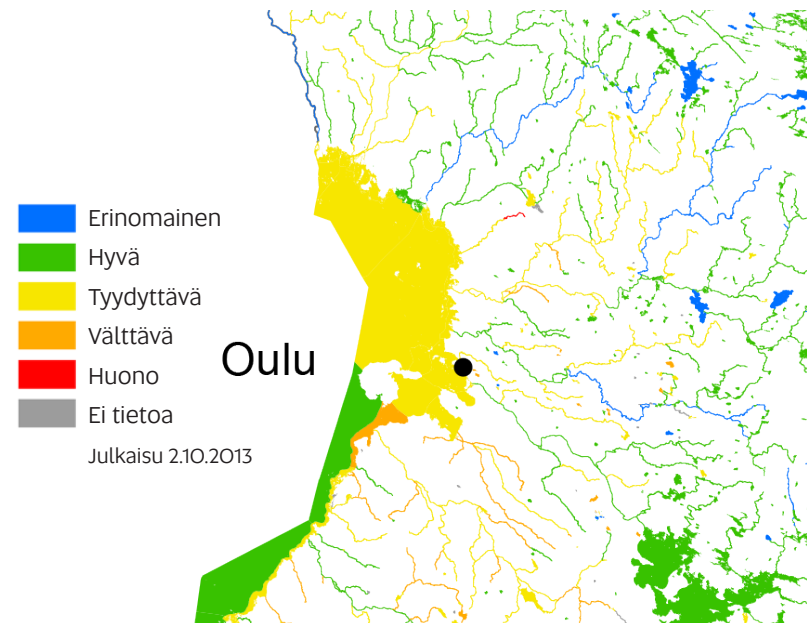 Erinomainen
Hyvä
Tyydyttävä
Välttävä
Oulu
Huono
Ei tietoa
Julkaisu 2.10.2013